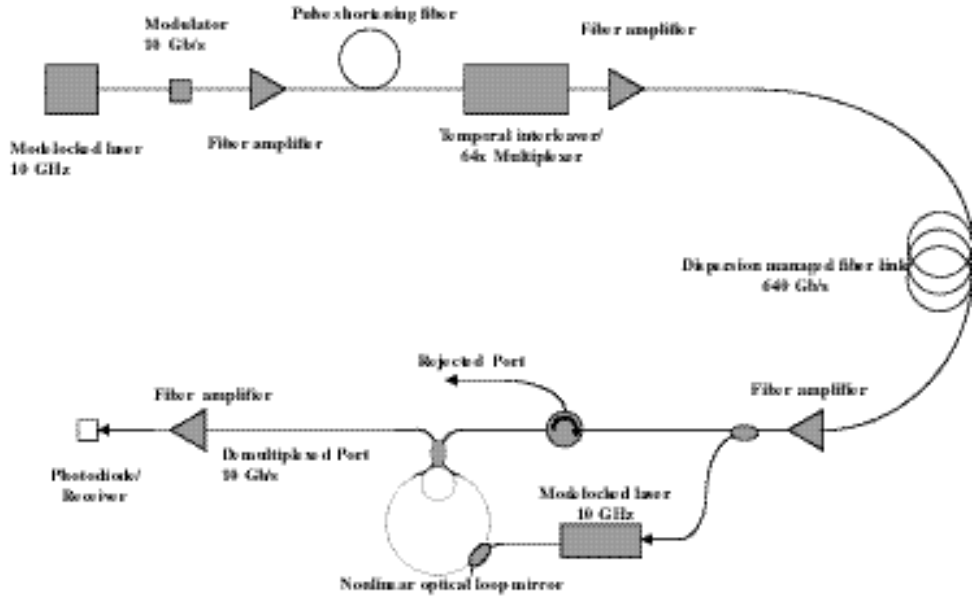 Modulator
10 Gb/s
Pulse shortening fiber
Fiber amplifier
Modelocked laser
10 GHz
Fiber amplifier
Temporal interleaver/
64x Multiplexer
Dispersion managed fiber link
640 Gb/s
Rejected Port
Fiber amplifier
Fiber amplifier
Demultiplexed Port
10 Gb/s
Photodiode/
Receiver
Modelocked laser
10 GHz
Nonlinear optical loop mirror